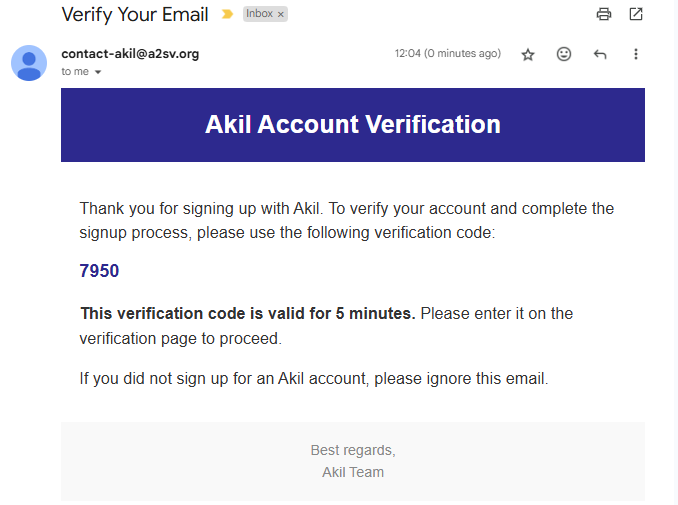 Verify Your Email Inbox ×
contact-akil@a2sv.org 12:04 (0 minutes ago)
to me
Akil Account Verification
Thank you for signing up with Akil. To verify your account and complete the
signup process, please use the following verification code:
7950
This verification code is valid for 5 minutes. Please enter it on the
verification page to proceed.
If you did not sign up for an Akil account, please ignore this email.
Best regards,
Akil Team